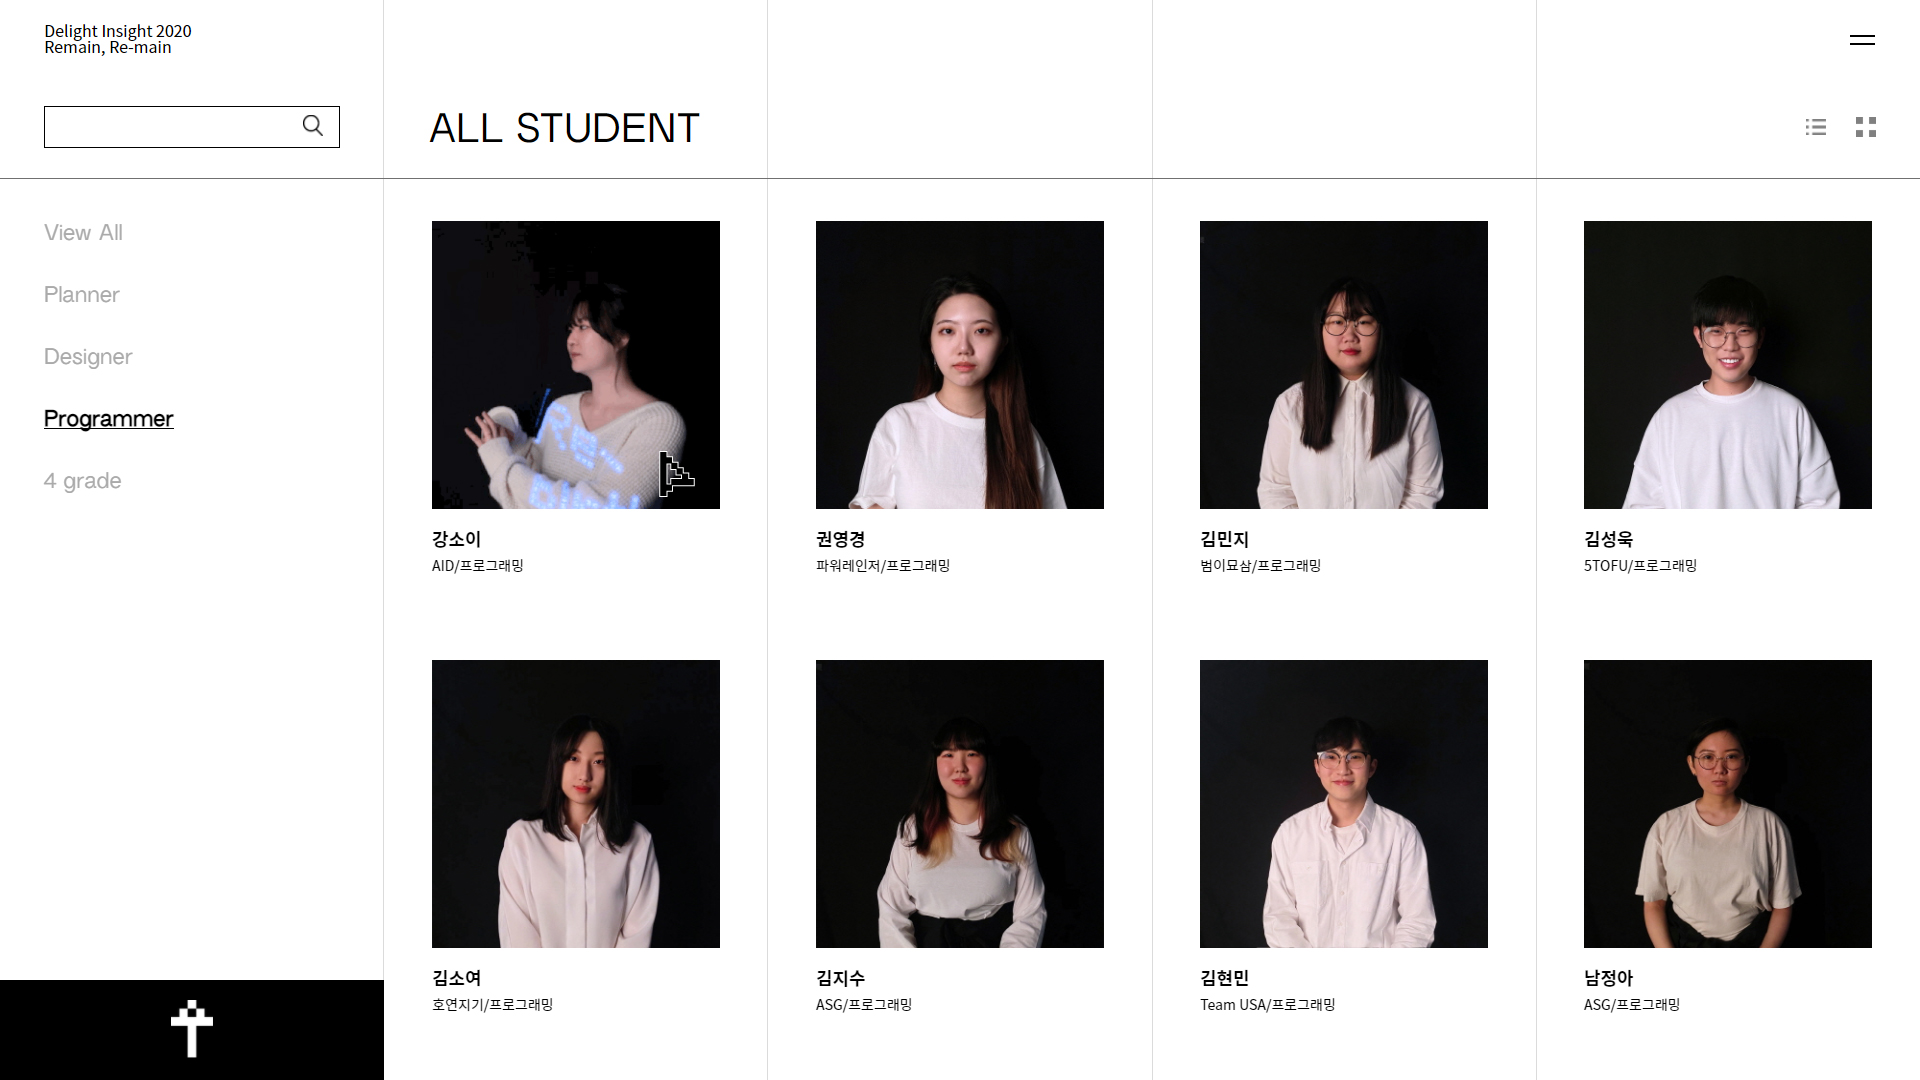 Delight Insight 2020
Remain, Re-main
ALL STUDENT
View All
Planner
Designer
Programmer
4 grade
강소이
AID/프로그래밍
권영경
파워레인저/프로그래밍
김민지
범이묘삼/프로그래밍
김성욱
5TOFU/프로그래밍
김소여
호연지기/프로그래밍
김지수
ASG/프로그래밍
김현민
Team USA/프로그래밍
남정아
ASG/프로그래밍